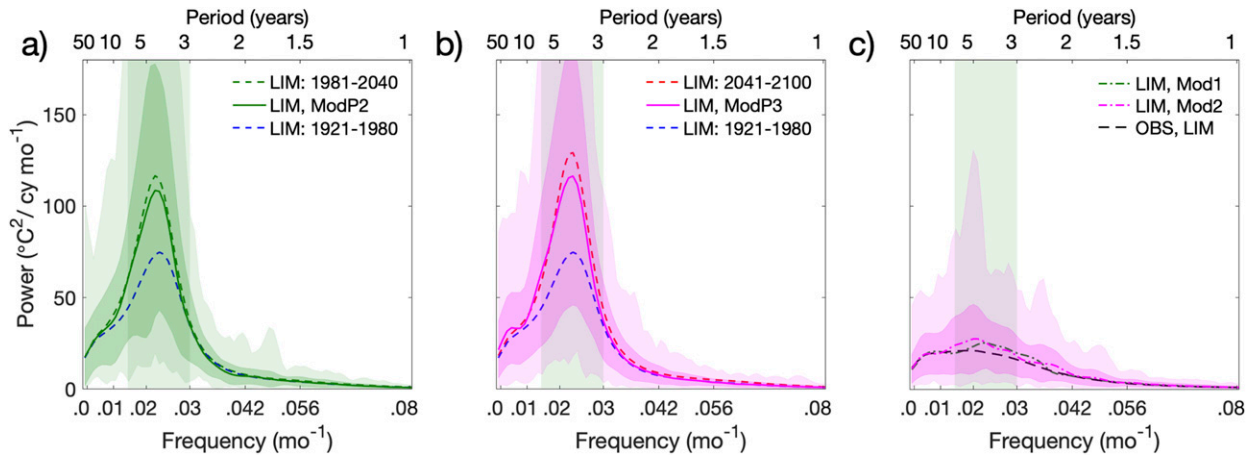 Period (years)
a) 50 10 5 3 2 1.5 1
LIM: 1981-2040
LIM, ModP2
LIM: 1921-1980
Power (°C²/ cy mo⁻¹)
150
100
50
0
.0 .01 .02 .03 .042 .056 .08
Frequency (mo⁻¹)
Period (years)
b) 50 10 5 3 2 1.5 1
LIM: 2041-2100
LIM, ModP3
LIM: 1921-1980
.0 .01 .02 .03 .042 .056 .08
Frequency (mo⁻¹)
Period (years)
c) 50 10 5 3 2 1.5 1
LIM, Mod1
LIM, Mod2
OBS, LIM
.0 .01 .02 .03 .042 .056 .08
Frequency (mo⁻¹)